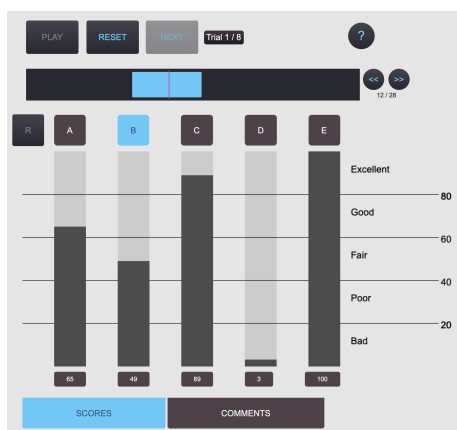 PLAY RESET NEXT Trial 1 / 8 ?
<< >>
12 / 28
R A B C D E
Excellent
80
Good
60
Fair
40
Poor
20
Bad
65 49 89 3 100
SCORES COMMENTS